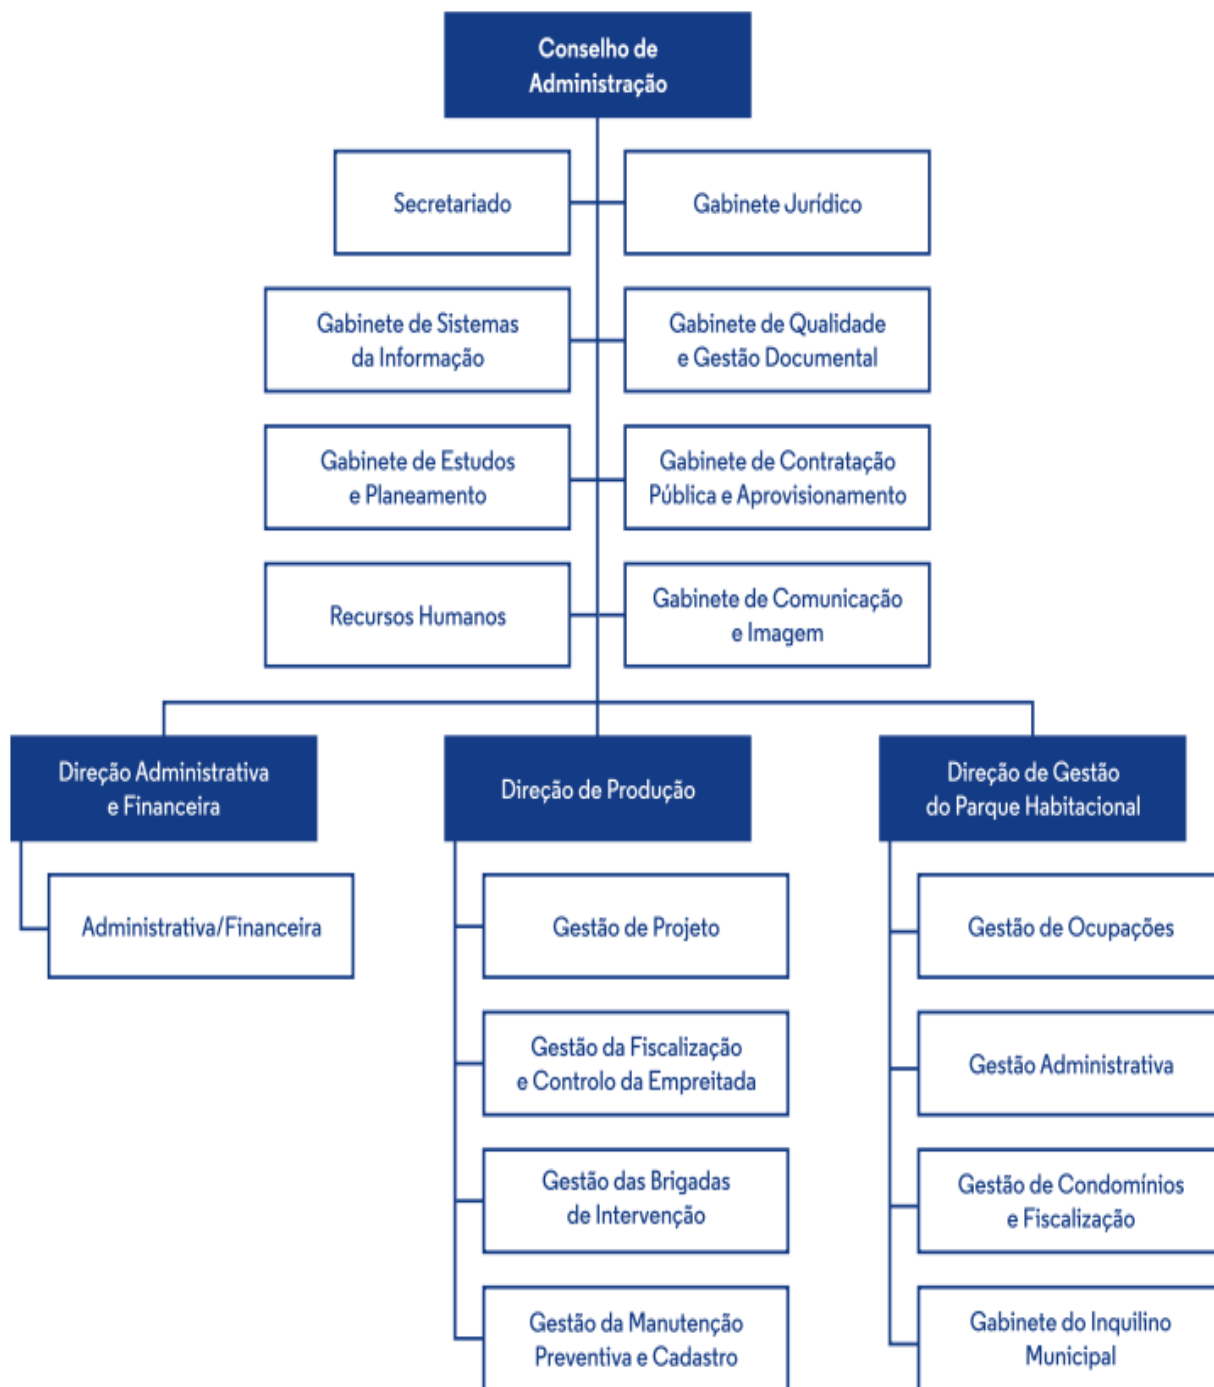 Conselho de
Administração
Secretariado
Gabinete Jurídico
Gabinete de Sistemas
da Informação
Gabinete de Qualidade
e Gestão Documental
Gabinete de Estudos
e Planeamento
Gabinete de Contratação
Pública e Aprovisionamento
Recursos Humanos
Gabinete de Comunicação
e Imagem
Direção Administrativa
e Financeira
Administrativa/Financeira
Direção de Produção
Gestão de Projeto
Gestão da Fiscalização
e Controlo da Empreitada
Gestão das Brigadas
de Intervenção
Gestão da Manutenção
Preventiva e Cadastro
Direção de Gestão
do Parque Habitacional
Gestão de Ocupações
Gestão Administrativa
Gestão de Condomínios
e Fiscalização
Gabinete do Inquilino
Municipal